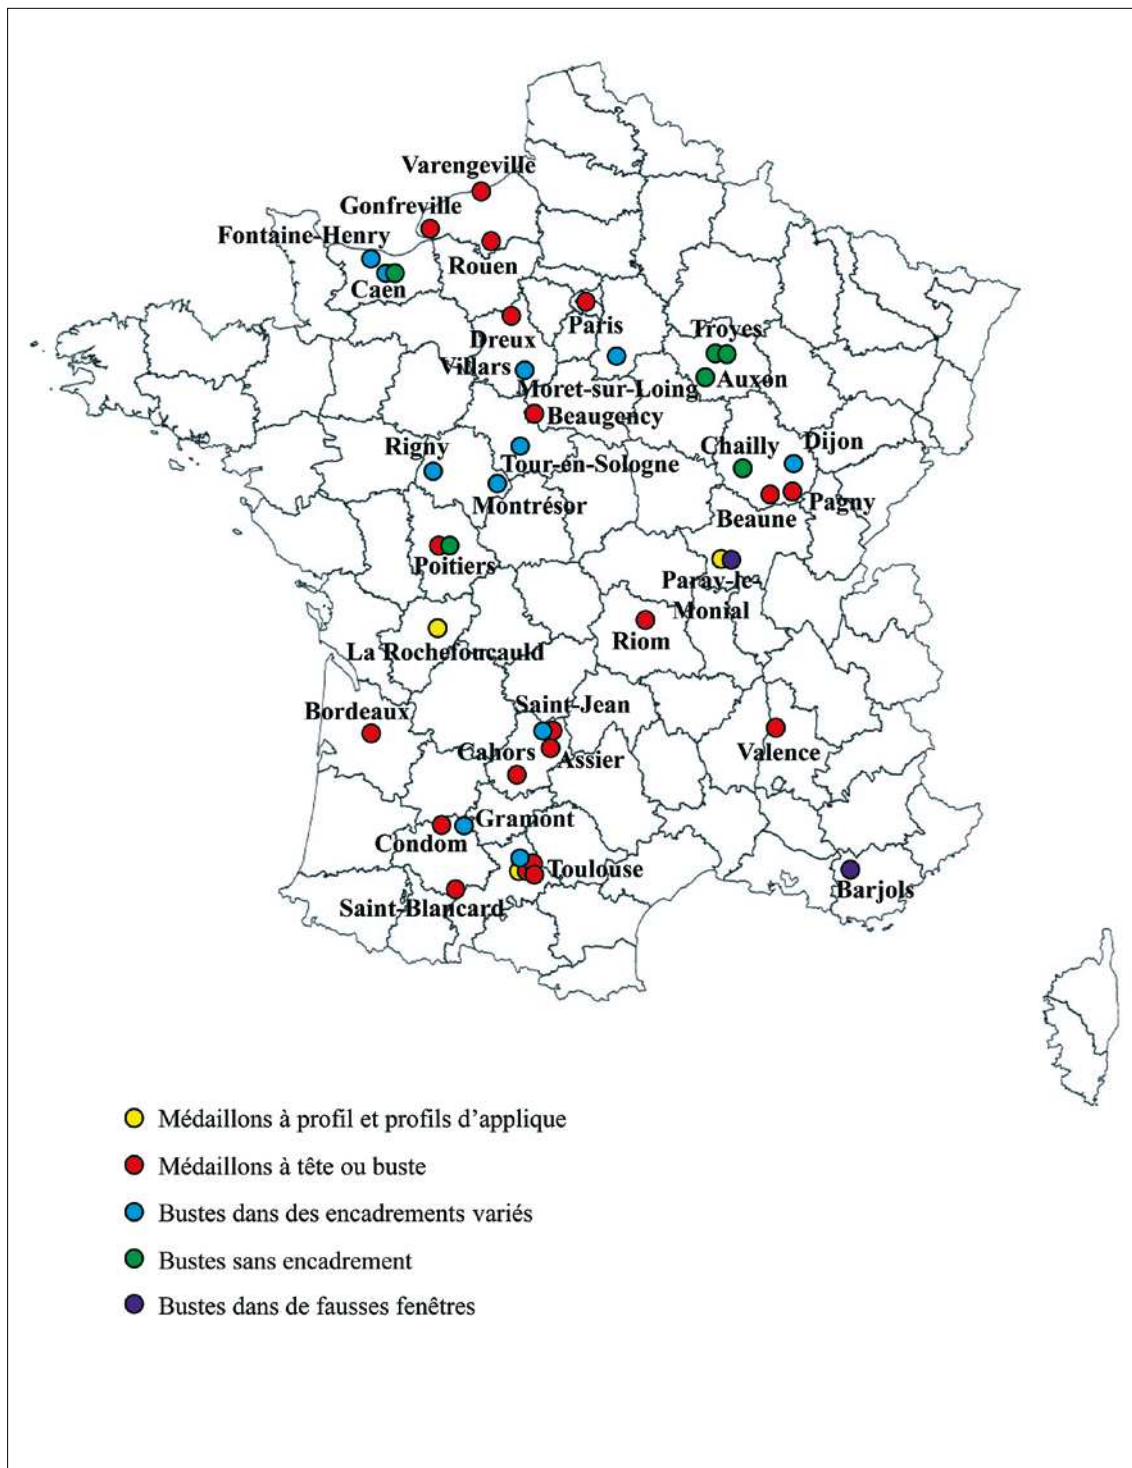 Varengeville
Gonfreville
Fontaine-Henry
Rouen
Caen
Paris
Troyes
Dreux
Villars
Auxon
Moret-sur-Loing
Beaugency
Rigny
Chailly
Dijon
Tour-en-Sologne
Montrésor
Pagny
Beaune
Poitiers
Paray-le-
Monial
Riom
La Rochefoucauld
Saint-Jean
Bordeaux
Cahors
Assier
Valence
Gramont
Condom
Toulouse
Barjols
Saint-Blancard
Médaillons à profil et profils d'applique
Médaillons à tête ou buste
Bustes dans des encadrements variés
Bustes sans encadrement
Bustes dans de fausses fenêtres